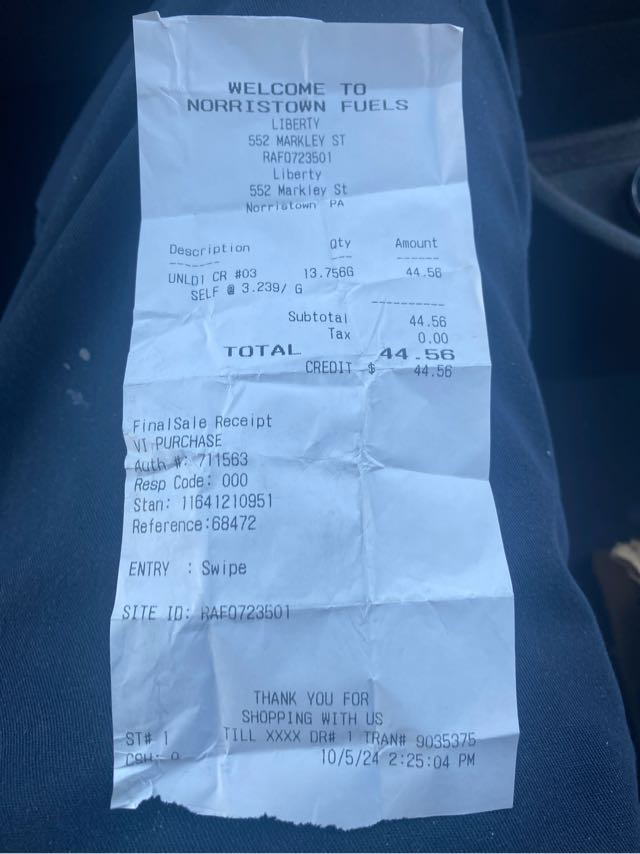 WELCOME TO
NORRISTOWN FUELS
LIBERTY
552 MARKLEY ST
RAF0723501
Liberty
552 Markley St
Norristown PA
Description Qty Amount
UNLD1 CR #03 13.756G 44.56
SELF @ 3.239/ G
Subtotal 44.56
Tax 0.00
TOTAL 44.56
CREDIT $ 44.56
FinalSale Receipt
VI PURCHASE
Auth #: 711563
Resp Code: 000
Stan: 11641210951
Reference:68472
ENTRY : Swipe
SITE ID: RAF0723501
THANK YOU FOR
SHOPPING WITH US
ST# 1 TILL XXXX DR# 1 TRAN# 9035375
CSH: 0 10/5/24 2:25:04 PM